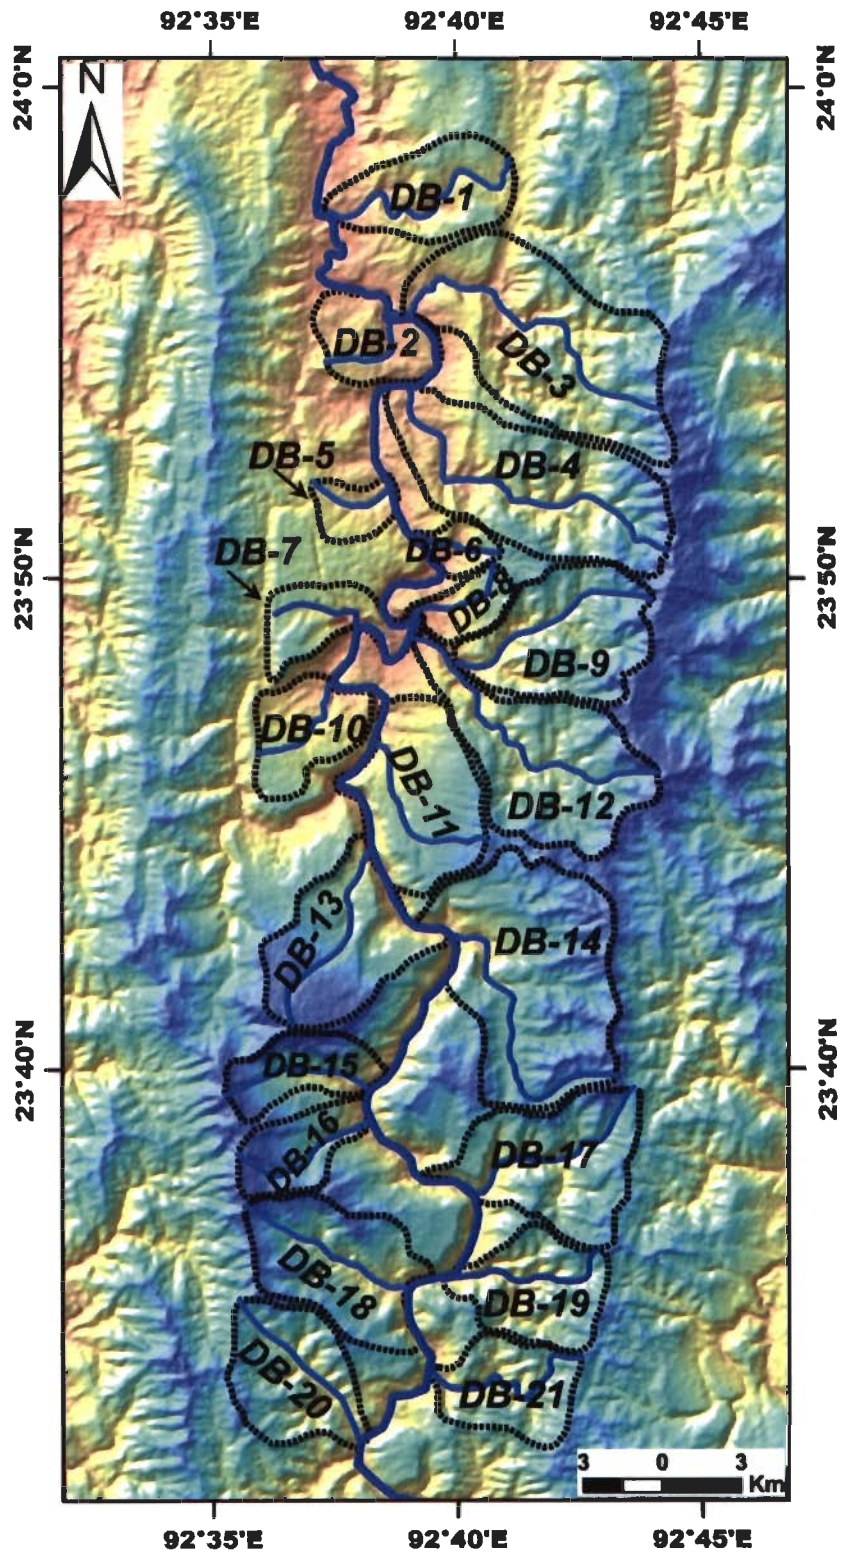 92°35'E 92°40'E 92°45'E
24°0'N 24°0'N
N
DB-1
DB-2
DB-3
DB-4
DB-5
DB-6
DB-7
23°50'N 23°50'N
DB-8
DB-9
DB-10
DB-11
DB-12
DB-13
DB-14
23°40'N 23°40'N
DB-15
DB-16
DB-17
DB-18
DB-19
DB-20
DB-21
3 0 3
Km
92°35'E 92°40'E 92°45'E